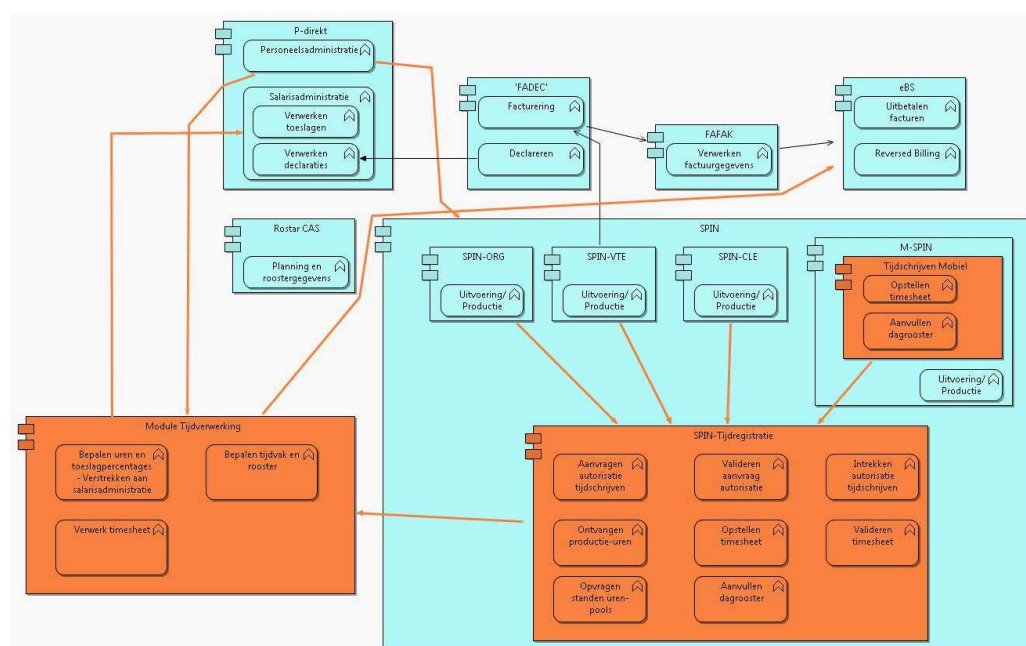 P-direkt
Personeelsadministratie
Salarisadministratie
Verwerken
toeslagen
Verwerken
declaraties
'FADEC'
Facturering
Declareren
FAFAK
Verwerken
factuurgegevens
eBS
Uitbetalen
facturen
Reversed Billing
Rostar CAS
Planning en
roostergegevens
SPIN
SPIN-ORG
Uitvoering/
Productie
SPIN-VTE
Uitvoering/
Productie
SPIN-CLE
Uitvoering/
Productie
M-SPIN
Tijdschrijven Mobiel
Opstellen
timesheet
Aanvullen
dagrooster
Uitvoering/
Productie
Module Tijdverwerking
Bepalen uren en
toeslagpercentages
- Verstrekken aan
salarisadministratie
Bepalen tijdvak en
rooster
Verwerk timesheet
SPIN-Tijdregistratie
Aanvragen
autorisatie
tijdschrijven
Valideren
aanvraag
autorisatie
Intrekken
autorisatie
tijdschrijven
Ontvangen
productie-uren
Opstellen
timesheet
Valideren
timesheet
Opvragen
standen uren-
pools
Aanvullen
dagrooster